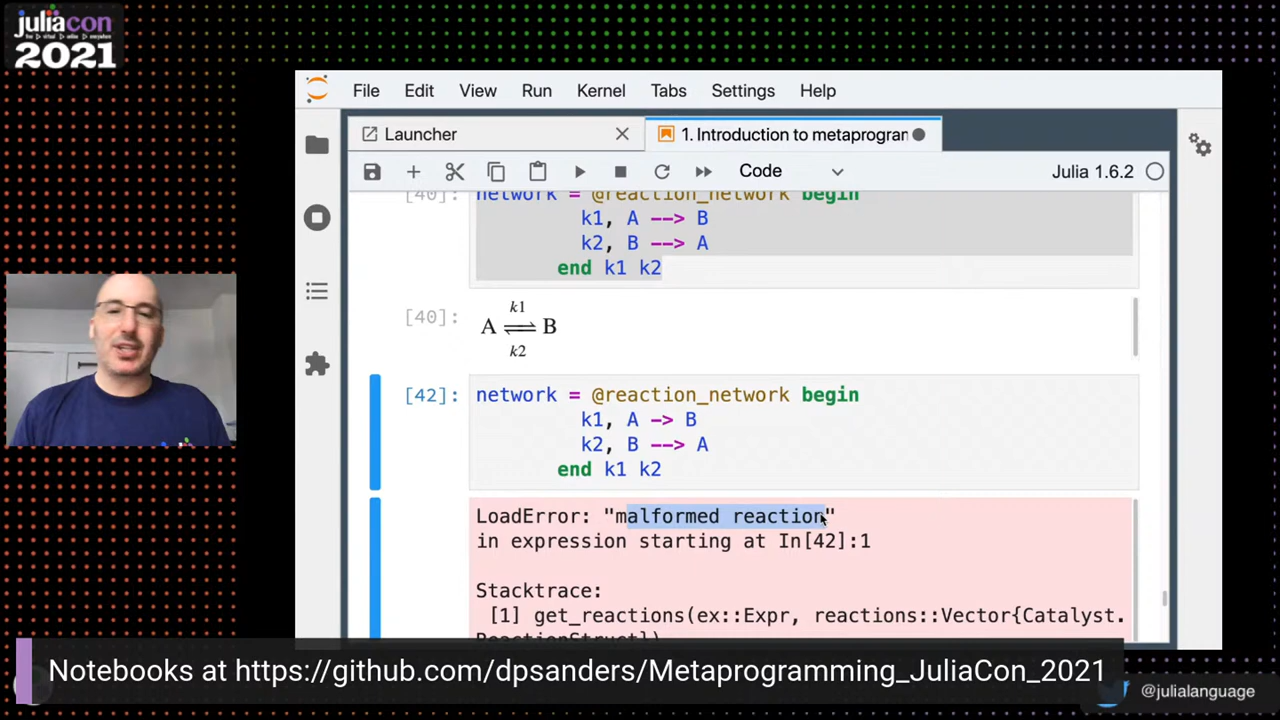 juliacon
2021
File Edit View Run Kernel Tabs Settings Help
Launcher
1. Introduction to metaprogran
Code
Julia 1.6.2
[40]: network = @reaction_network begin
k1, A --> B
k2, B --> A
end k1 k2
[40]:
k1
A ⇌ B
k2
[42]: network = @reaction_network begin
k1, A -> B
k2, B --> A
end k1 k2
LoadError: "malformed reaction"
in expression starting at In[42]:1
Stacktrace:
[1] get_reactions(ex::Expr, reactions::Vector{Catalyst.
ReactionStruct})
Notebooks at https://github.com/dpsanders/Metaprogramming_JuliaCon_2021
@julialanguage